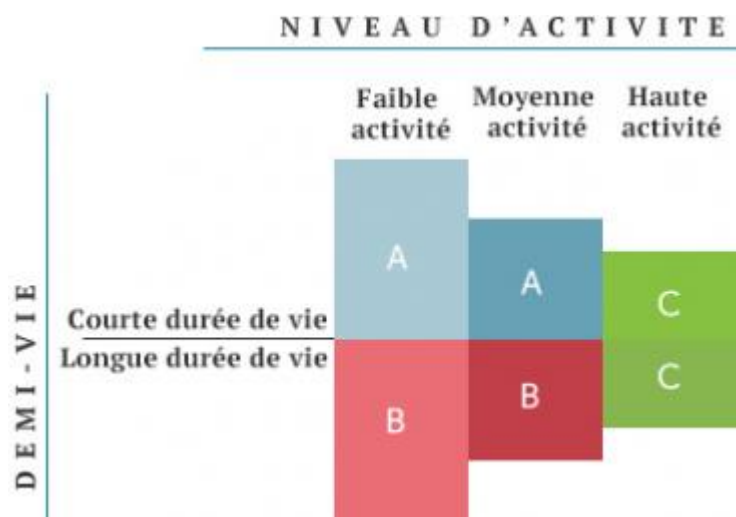 NIVEAU D'ACTIVITE
Faible activité
Moyenne activité
Haute activité
DEMI-VIE
Courte durée de vie
Longue durée de vie
A
A
C
B
B
C